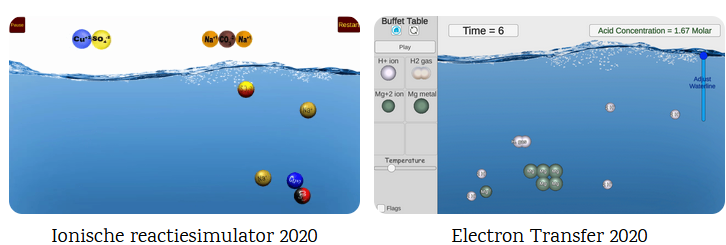 Pause
Restart
Cu+2 SO4-2
Na+1 CO3-2 Na+1
Ionische reactiesimulator 2020
Buffet Table
Play
H+ ion H2 gas
Mg+2 ion Mg metal
Temperature
Flags
Time = 6
Acid Concentration = 1.67 Molar
Adjust
Waterline
Electron Transfer 2020